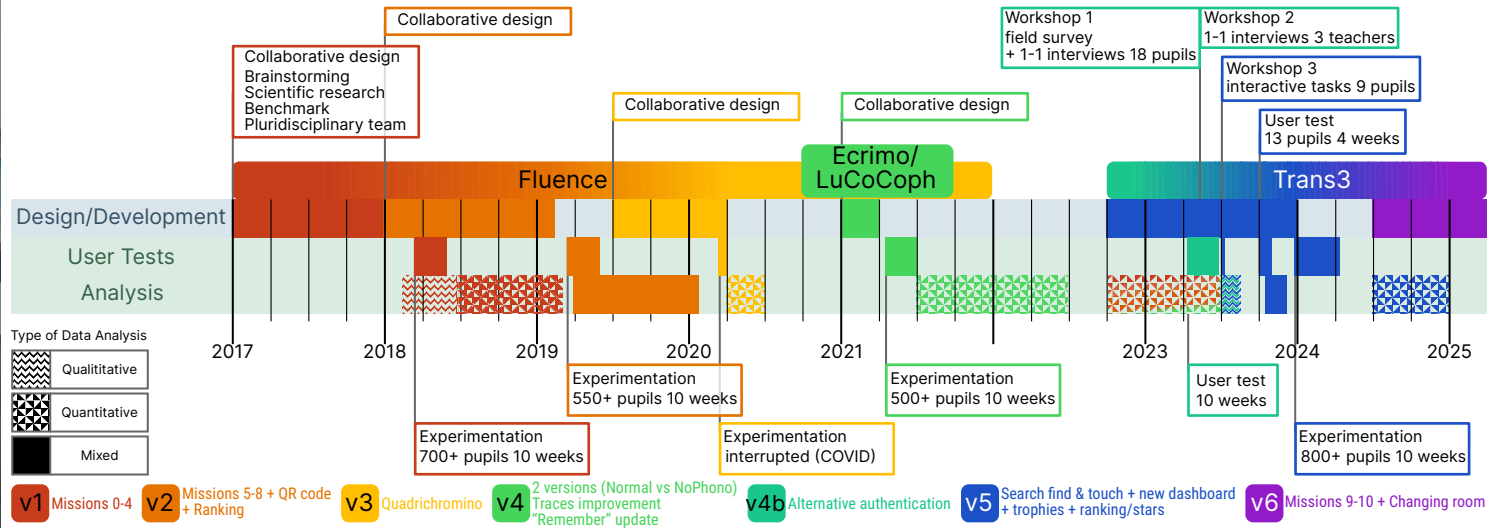 Collaborative design
Workshop 1
field survey
+ 1-1 interviews 18 pupils
Workshop 2
1-1 interviews 3 teachers
Collaborative design
Brainstorming
Scientific research
Benchmark
Pluridisciplinary team
Workshop 3
interactive tasks 9 pupils
Collaborative design
Collaborative design
User test
13 pupils 4 weeks
Fluence
Ecrimo/
LuCoCoph
Trans3
Design/Development
User Tests
Analysis
Type of Data Analysis
Qualititative
Quantitative
Mixed
2017
2018
2019
2020
2021
2023
2024
2025
Experimentation
550+ pupils 10 weeks
Experimentation
500+ pupils 10 weeks
User test
10 weeks
Experimentation
700+ pupils 10 weeks
Experimentation
interrupted (COVID)
Experimentation
800+ pupils 10 weeks
v1
Missions 0-4
v2
Missions 5-8 + QR code
+ Ranking
v3
Quadrichromino
v4
2 versions (Normal vs NoPhono)
Traces improvement
"Remember" update
v4b
Alternative authentication
v5
Search find & touch + new dashboard
+ trophies + ranking/stars
v6
Missions 9-10 + Changing room